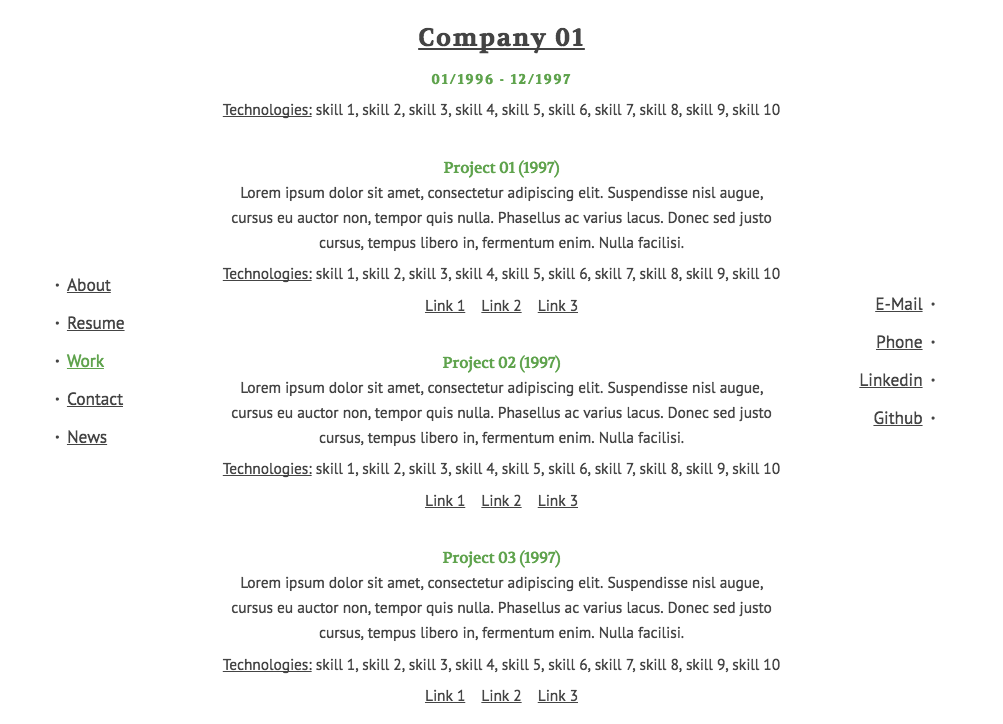 Company 01
01/1996 - 12/1997
Technologies: skill 1, skill 2, skill 3, skill 4, skill 5, skill 6, skill 7, skill 8, skill 9, skill 10
Project 01 (1997)
Lorem ipsum dolor sit amet, consectetur adipiscing elit. Suspendisse nisl augue,
cursus eu auctor non, tempor quis nulla. Phasellus ac varius lacus. Donec sed justo
cursus, tempus libero in, fermentum enim. Nulla facilisi.
Technologies: skill 1, skill 2, skill 3, skill 4, skill 5, skill 6, skill 7, skill 8, skill 9, skill 10
Link 1 Link 2 Link 3
Project 02 (1997)
Lorem ipsum dolor sit amet, consectetur adipiscing elit. Suspendisse nisl augue,
cursus eu auctor non, tempor quis nulla. Phasellus ac varius lacus. Donec sed justo
cursus, tempus libero in, fermentum enim. Nulla facilisi.
Technologies: skill 1, skill 2, skill 3, skill 4, skill 5, skill 6, skill 7, skill 8, skill 9, skill 10
Link 1 Link 2 Link 3
Project 03 (1997)
Lorem ipsum dolor sit amet, consectetur adipiscing elit. Suspendisse nisl augue,
cursus eu auctor non, tempor quis nulla. Phasellus ac varius lacus. Donec sed justo
cursus, tempus libero in, fermentum enim. Nulla facilisi.
Technologies: skill 1, skill 2, skill 3, skill 4, skill 5, skill 6, skill 7, skill 8, skill 9, skill 10
Link 1 Link 2 Link 3
• About
• Resume
• Work
• Contact
• News
E-Mail •
Phone •
Linkedin •
Github •